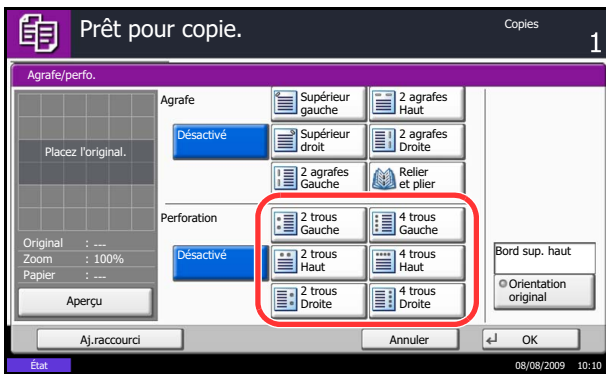 Prêt pour copie.
Copies
1
Agrafe/perfo.
Placez l'original.
Original : ---
Zoom : 100%
Papier : ---
Aperçu
Agrafe
Désactivé
Supérieur
gauche
2 agrafes
Haut
Supérieur
droit
2 agrafes
Droite
2 agrafes
Gauche
Relier
et plier
Perforation
Désactivé
2 trous
Gauche
4 trous
Gauche
2 trous
Haut
4 trous
Haut
2 trous
Droite
4 trous
Droite
Bord sup. haut
Orientation
original
Aj.raccourci
Annuler
OK
État
08/08/2009 10:10